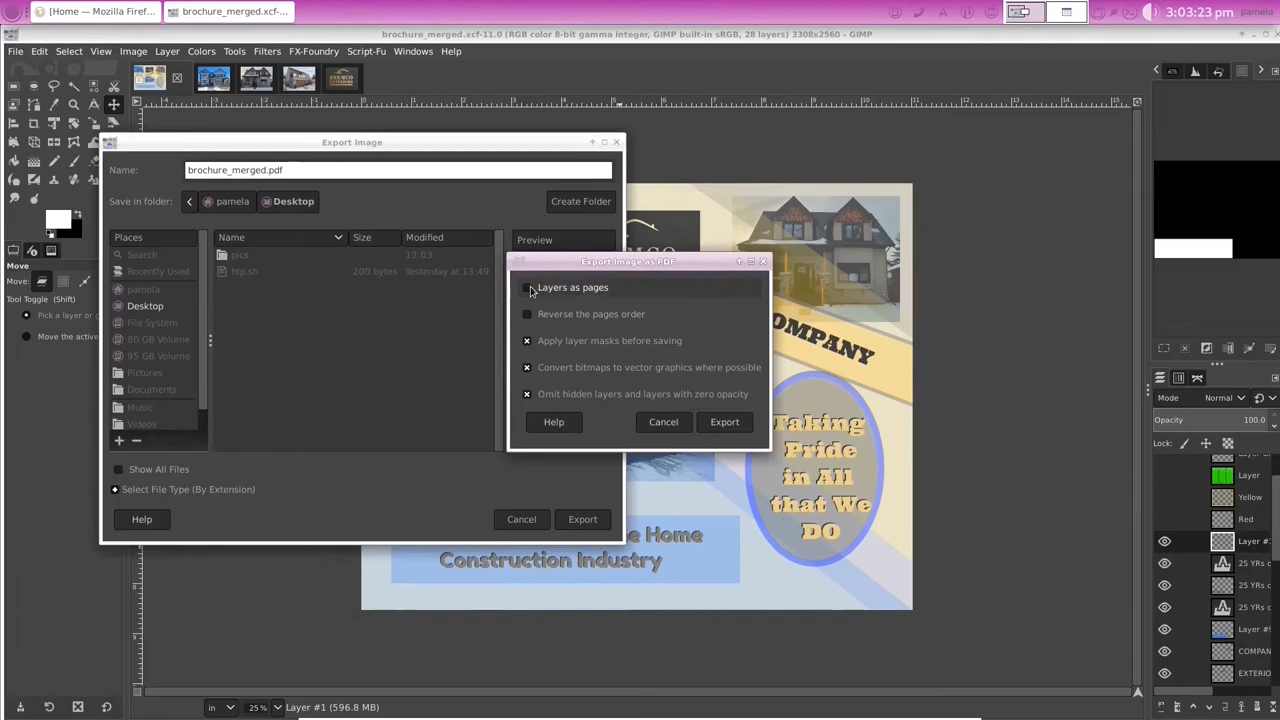 [Home — Mozilla Firef...
brochure_merged.xcf-...
3:03:23 pm
pamela
brochure_merged.xcf-11.0 (RGB color 8-bit gamma integer, GIMP built-in sRGB, 28 layers) 3308x2560 – GIMP
File Edit Select View Image Layer Colors Tools Filters FX-Foundry Script-Fu Windows Help
Export Image
Name: brochure_merged.pdf
Save in folder: pamela Desktop Create Folder
Places Name Size Modified Preview
Search pics 13.03
Recently Used htp.sh 200 bytes Yesterday at 13:49
pamela
Desktop
File System
80 GB Volume
95 GB Volume
Pictures
Documents
Music
Videos
Show All Files
Select File Type (By Extension)
Help Cancel Export
Export Image as PDF
Layers as pages
Reverse the pages order
Apply layer masks before saving
Convert bitmaps to vector graphics where possible
Omit hidden layers and layers with zero opacity
Help Cancel Export
Move
Move:
Tool Toggle (Shift)
Pick a layer or g
Move the active
COMPANY
Taking
Pride
in All
that We
DO
e Home
Construction Industry
Mode Normal
Opacity 100.0
Lock:
Layer
Yellow
Red
Layer #
25 YRs o
25 YRs o
25 YRs o
Layer #9
COMPAN
EXTERIO
in 25% Layer #1 (596.8 MB)